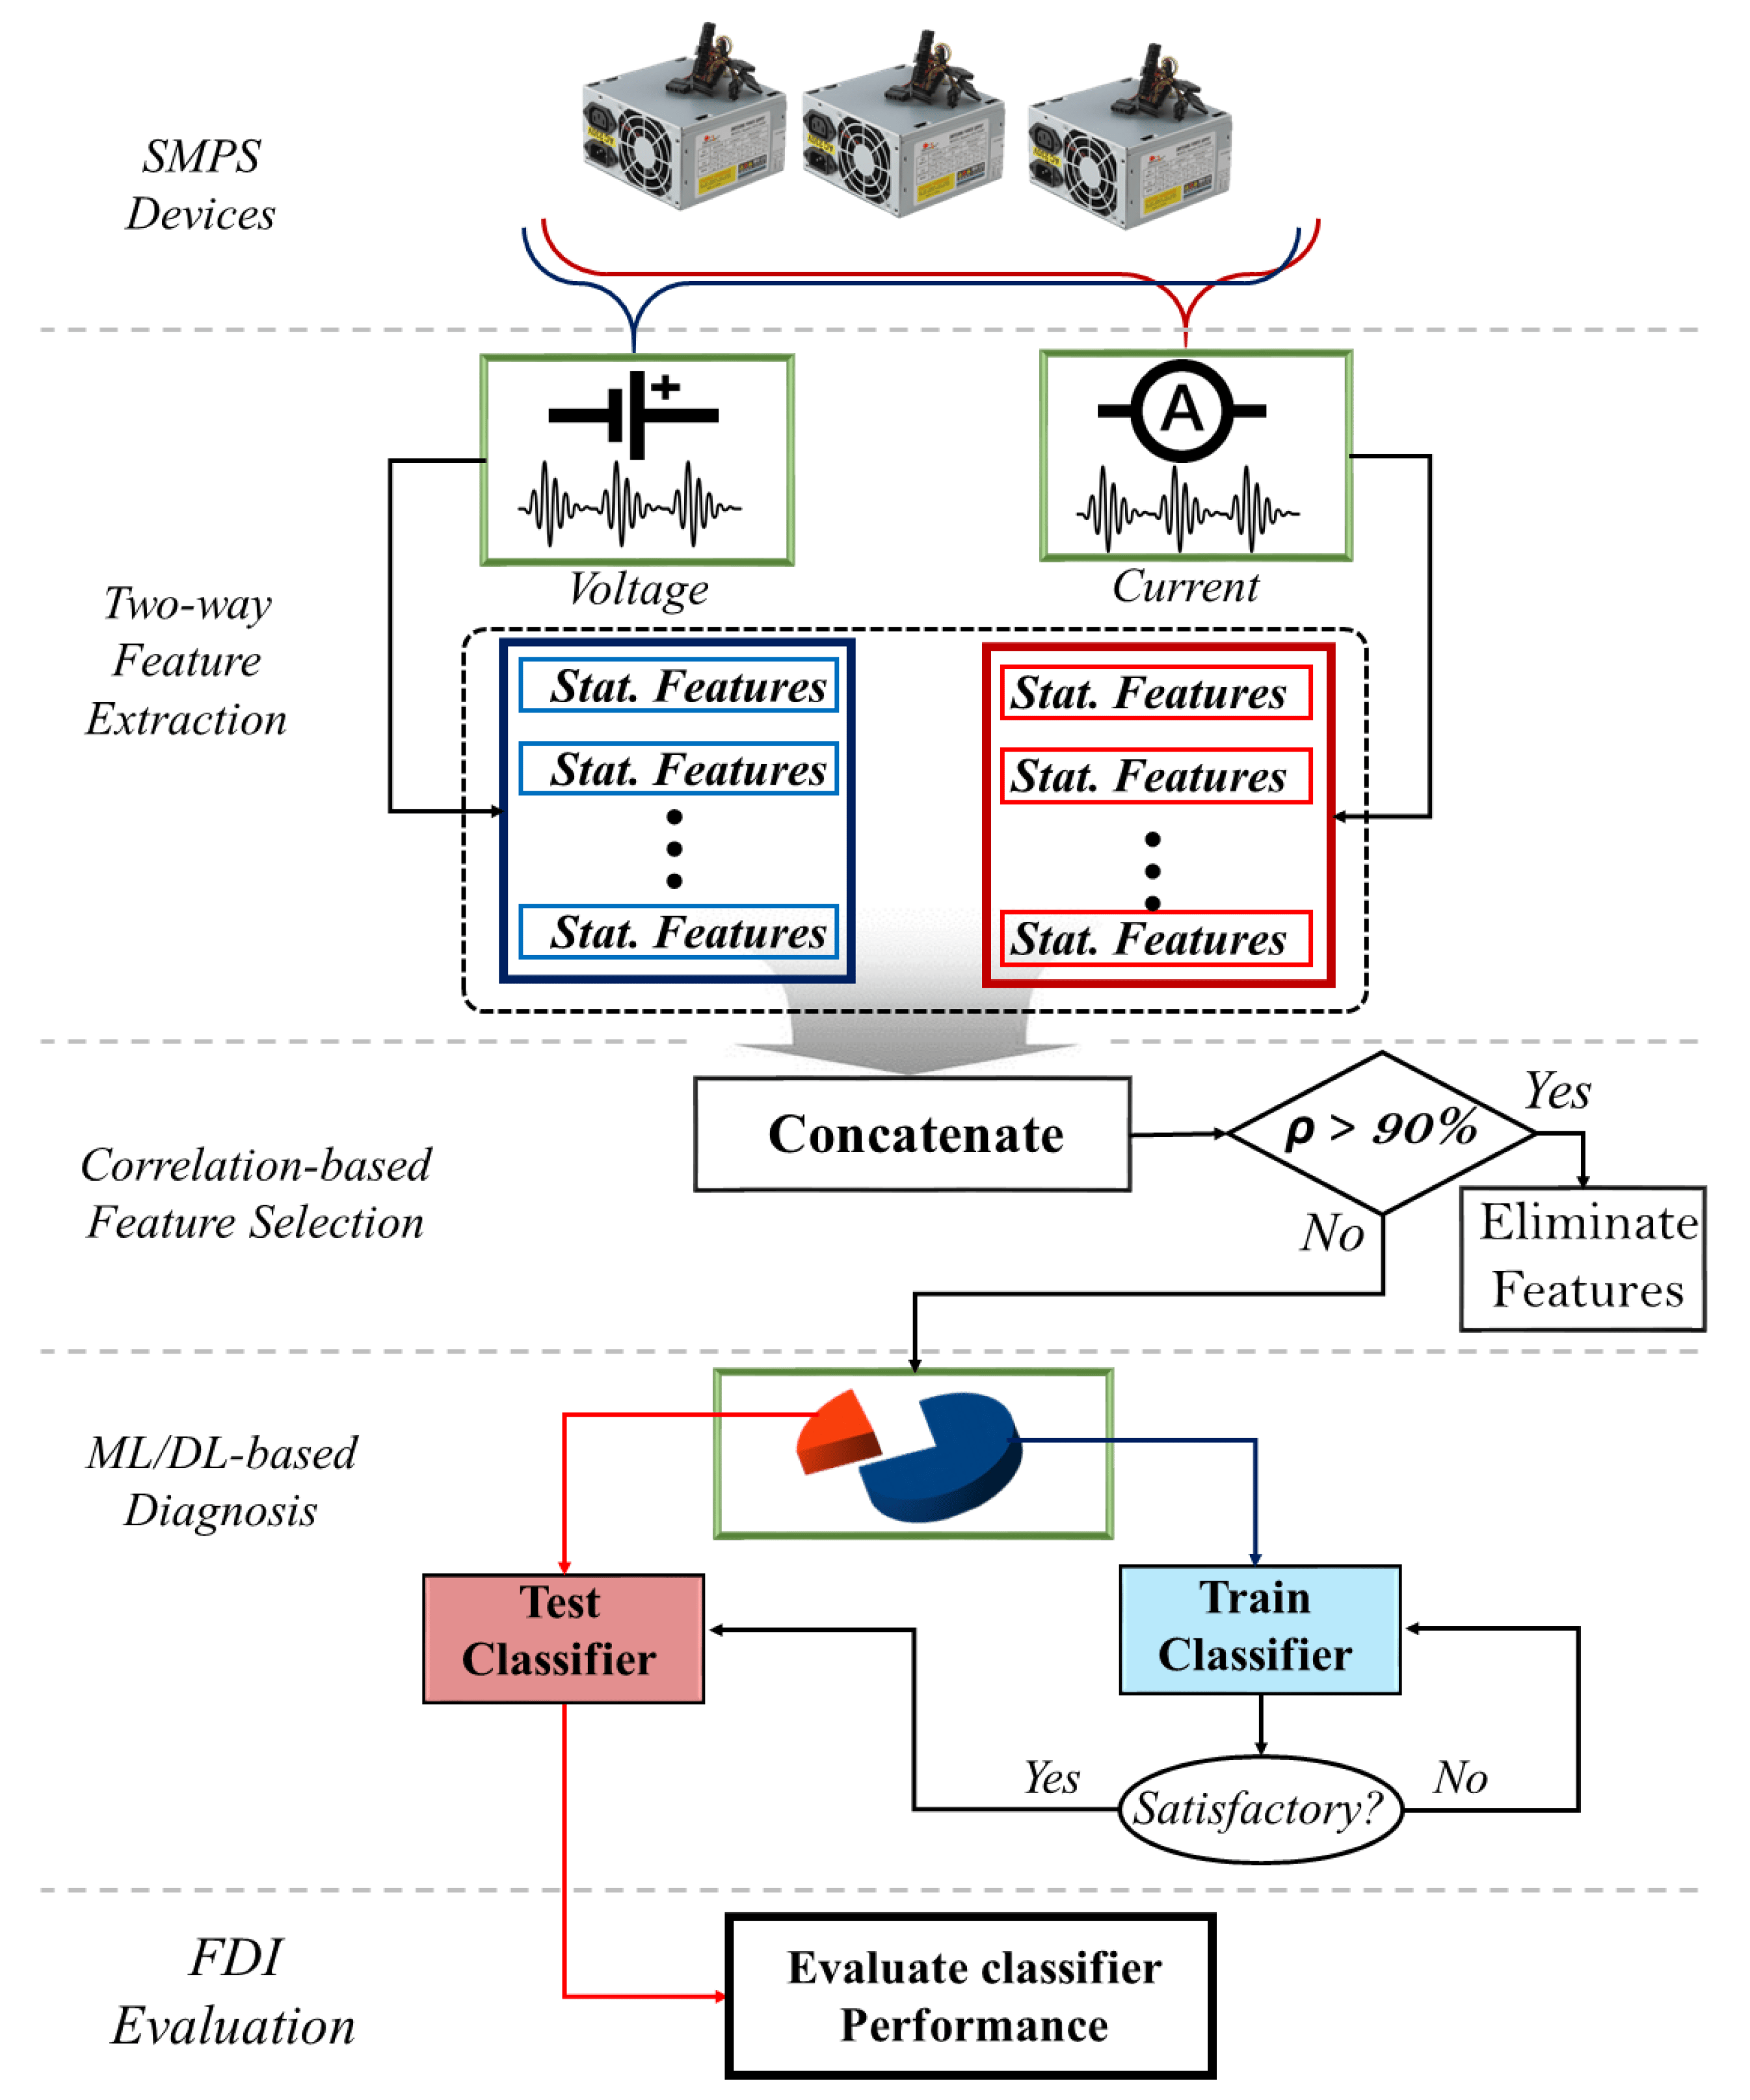 SMPS
Devices
A
Voltage
Current
Two-way
Feature
Extraction
Stat. Features
Stat. Features
Stat. Features
Stat. Features
Stat. Features
Stat. Features
Correlation-based
Feature Selection
Concatenate
ρ > 90%
Yes
No
Eliminate
Features
ML/DL-based
Diagnosis
Test
Classifier
Train
Classifier
Yes
Satisfactory?
No
FDI
Evaluation
Evaluate classifier
Performance